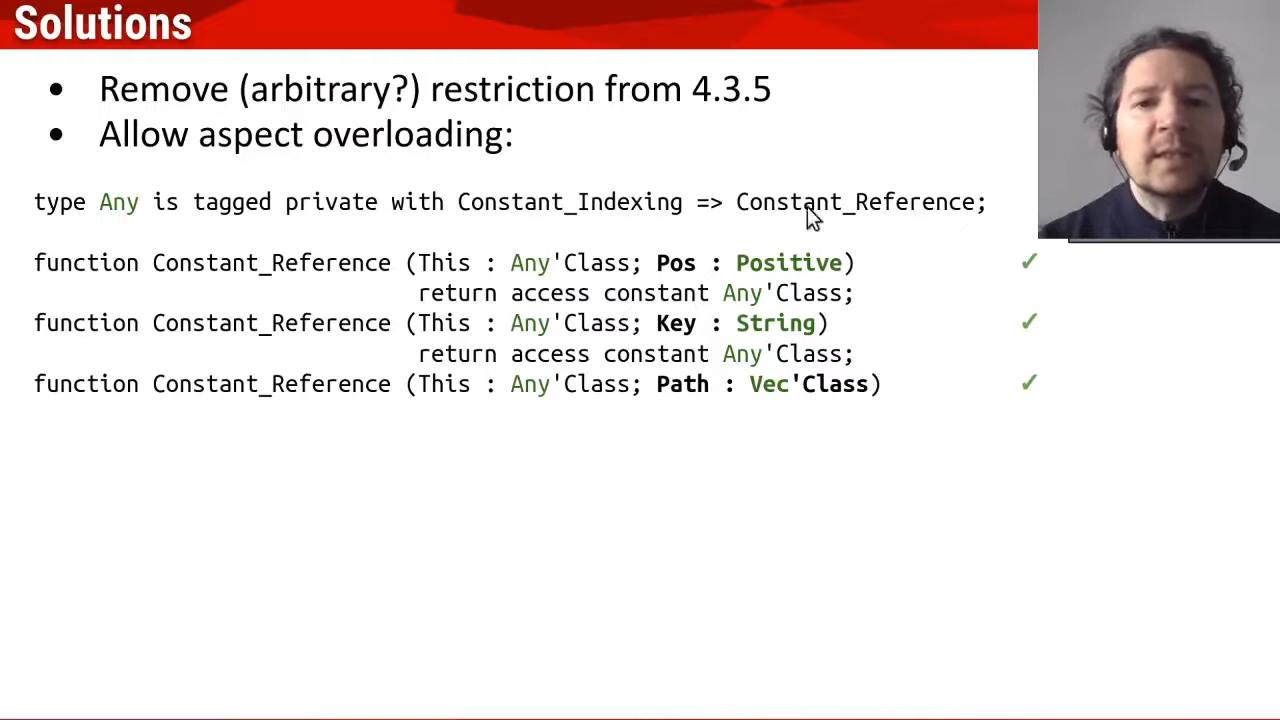 Solutions
• Remove (arbitrary?) restriction from 4.3.5
• Allow aspect overloading:
type Any is tagged private with Constant_Indexing => Constant_Reference;
function Constant_Reference (This : Any'Class; Pos : Positive) ✓
return access constant Any'Class;
function Constant_Reference (This : Any'Class; Key : String) ✓
return access constant Any'Class;
function Constant_Reference (This : Any'Class; Path : Vec'Class) ✓